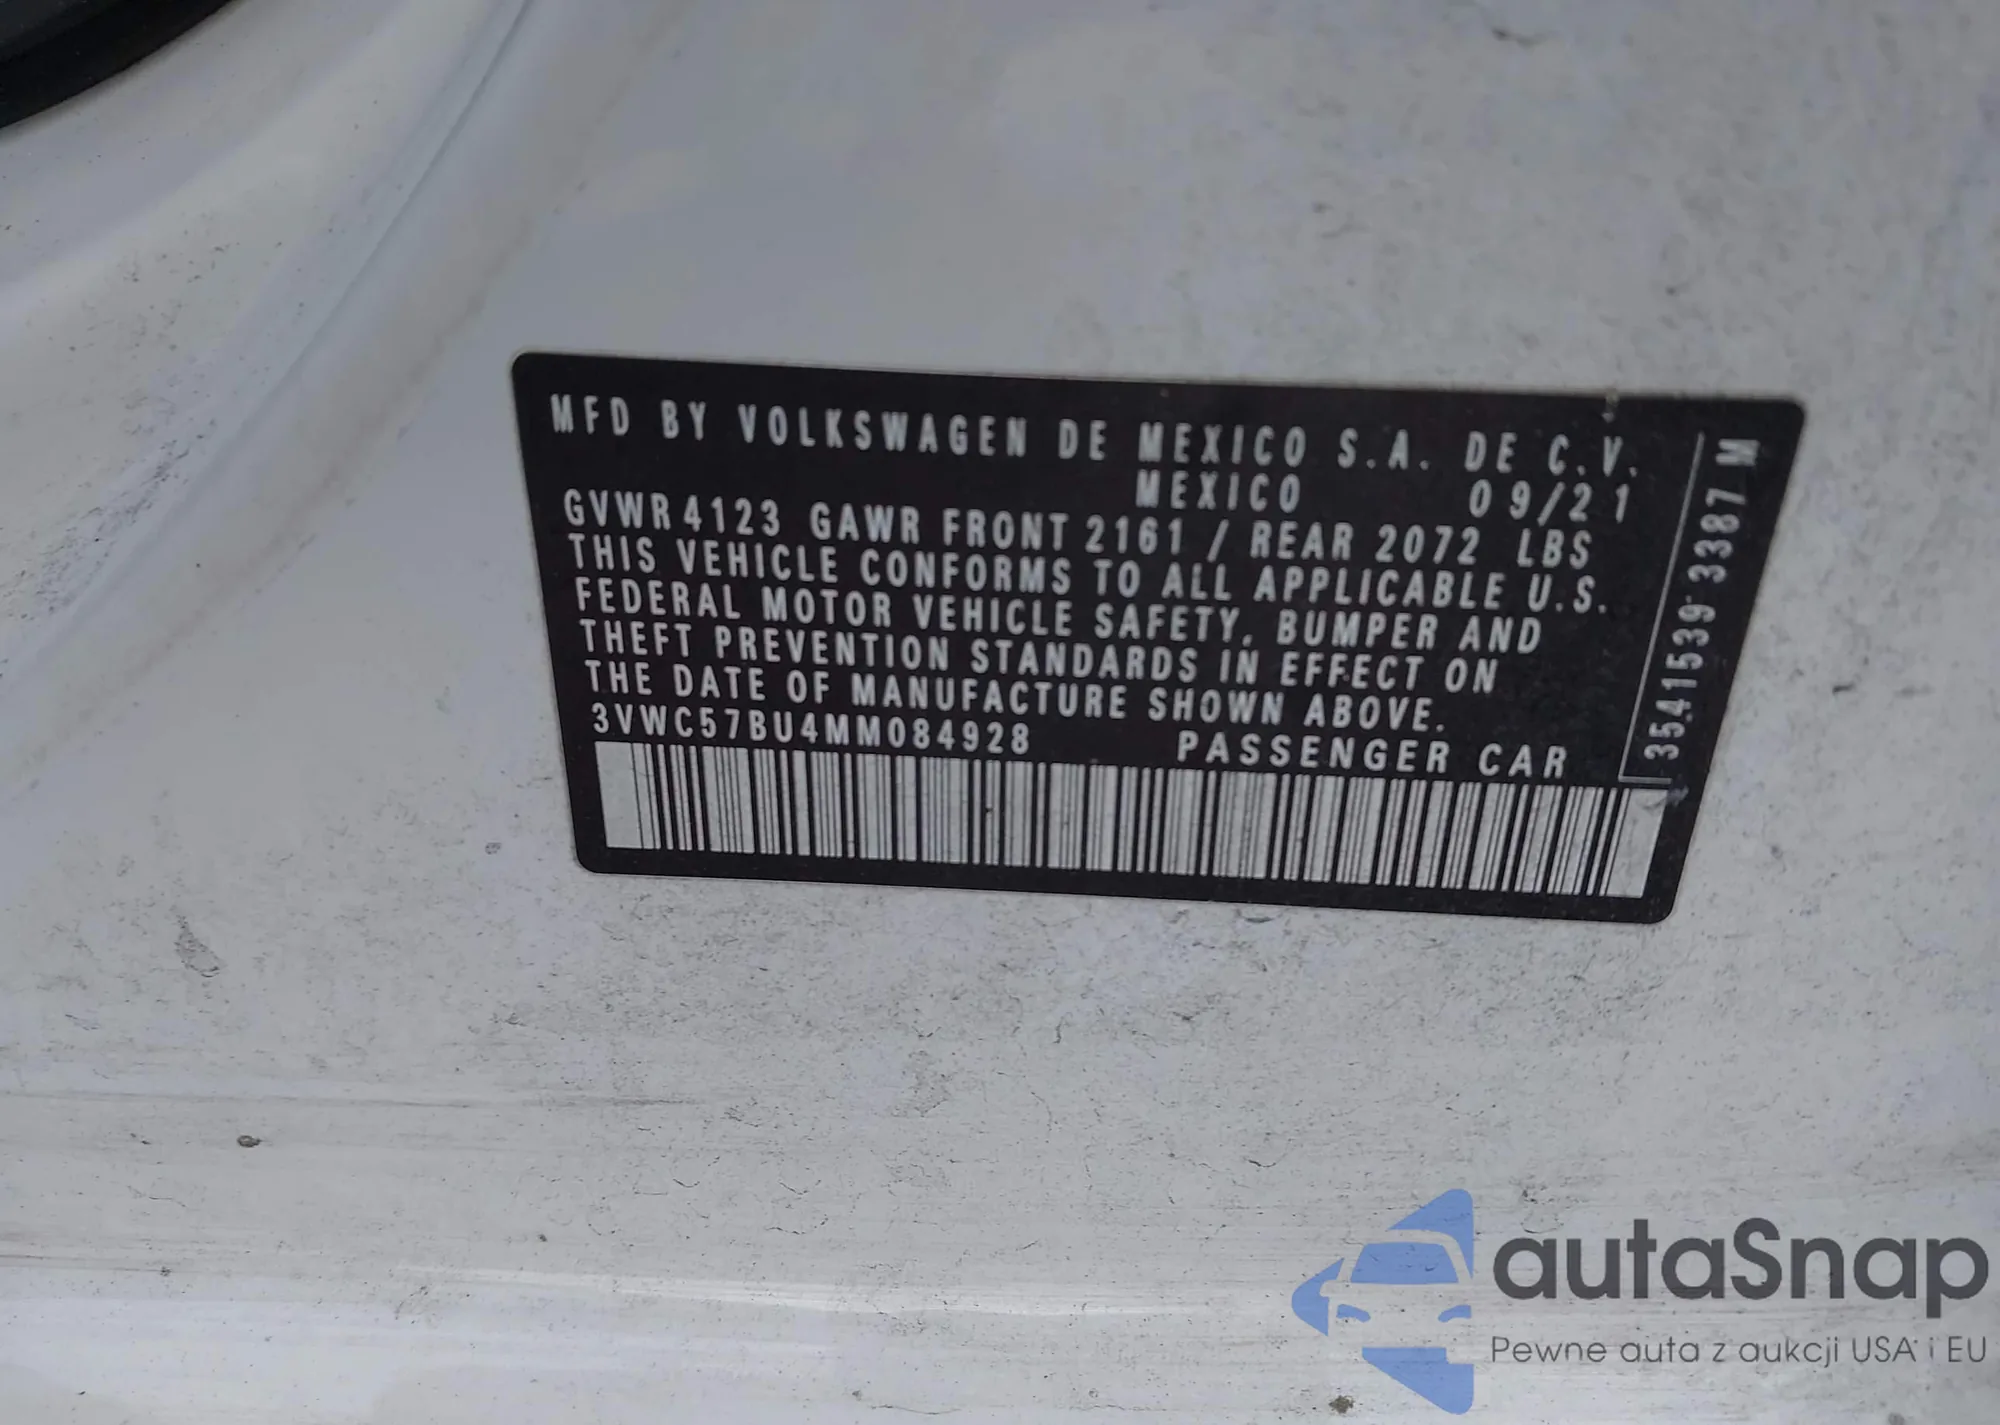 MFD BY VOLKSWAGEN DE MEXICO S.A. DE C.V.
MEXICO 09/21
GVWR 4123 GAWR FRONT 2161 / REAR 2072 LBS
THIS VEHICLE CONFORMS TO ALL APPLICABLE U.S.
FEDERAL MOTOR VEHICLE SAFETY, BUMPER AND
THEFT PREVENTION STANDARDS IN EFFECT ON
THE DATE OF MANUFACTURE SHOWN ABOVE.
3VWC57BU4MM084928 PASSENGER CAR
3541539 3387 M
autaSnap
Pewne auta z aukcji USA i EU